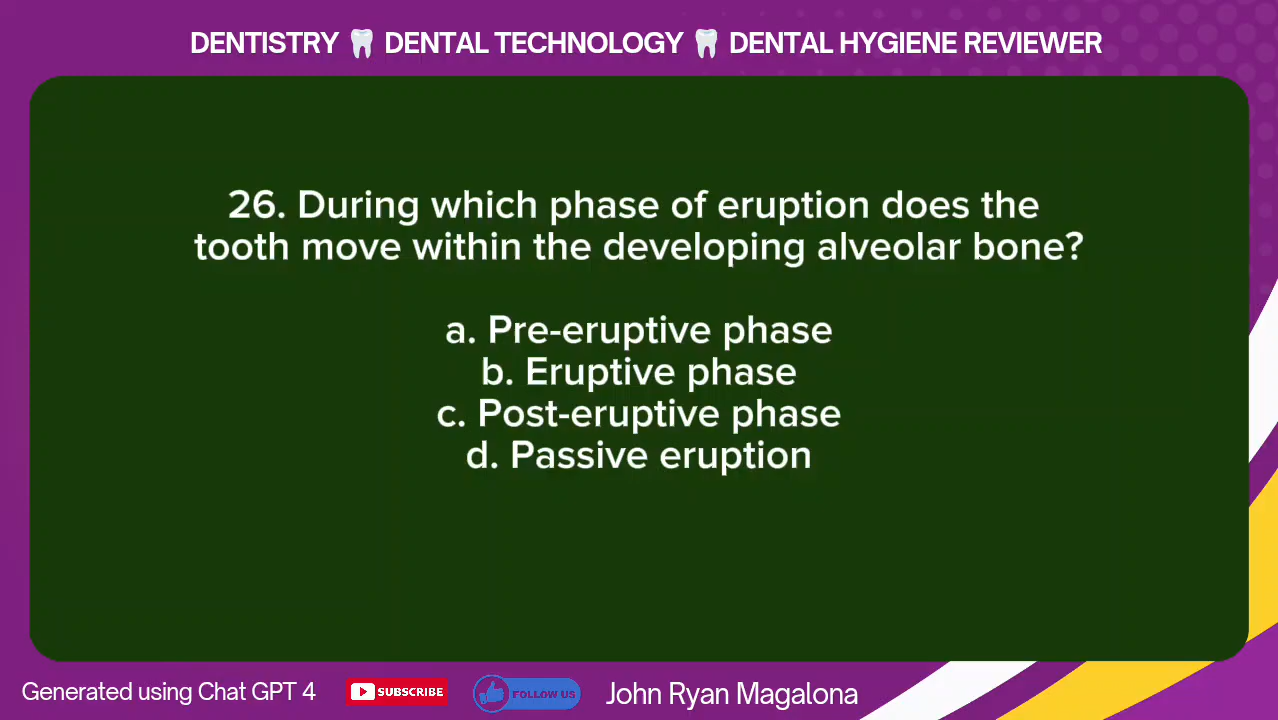 DENTISTRY 🦷 DENTAL TECHNOLOGY 🦷 DENTAL HYGIENE REVIEWER
26. During which phase of eruption does the
tooth move within the developing alveolar bone?
a. Pre-eruptive phase
b. Eruptive phase
c. Post-eruptive phase
d. Passive eruption
Generated using Chat GPT 4
SUBSCRIBE
FOLLOW US
John Ryan Magalona